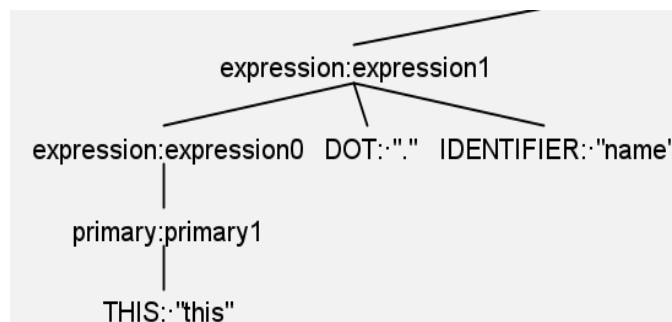 expression:expression1
expression:expression0 DOT:·"." IDENTIFIER:·"name"
primary:primary1
THIS:·"this"